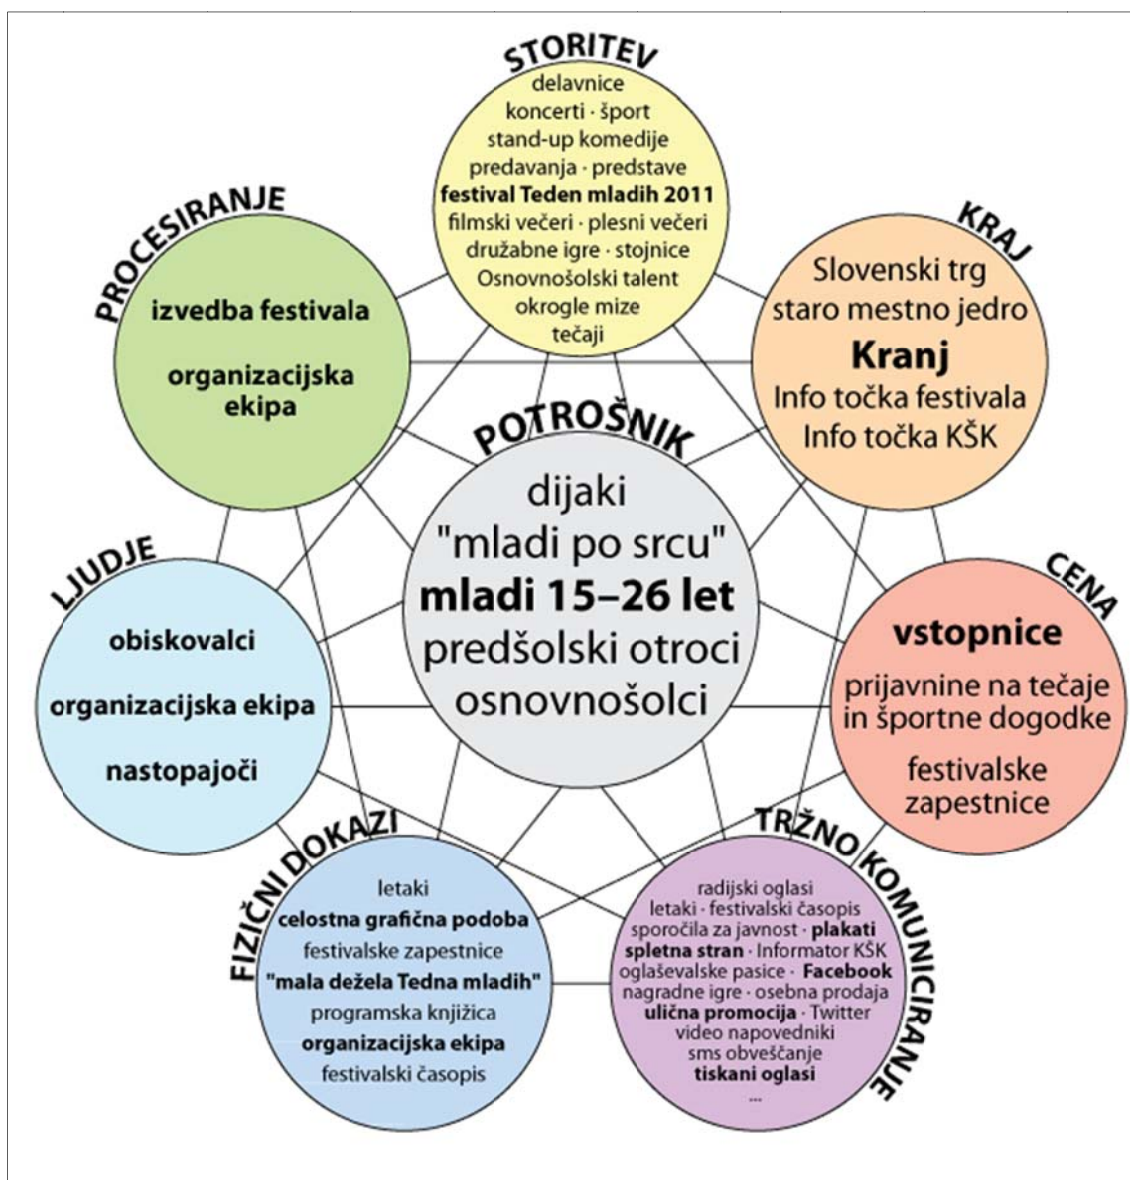 STORITEV
delavnice
koncerti · šport
stand-up komedije
predavanja · predstave
festival Teden mladih 2011
filmski večeri · plesni večeri
družabne igre · stojnice
Osnovnošolski talent
okrogle mize
tečaji
PROCESIRANJE
izvedba festivala
organizacijska
ekipa
KRAJ
Slovenski trg
staro mestno jedro
Kranj
Info točka festivala
Info točka KŠK
POTROŠNIK
dijaki
"mladi po srcu"
mladi 15–26 let
predšolski otroci
osnovnošolci
LJUDJE
obiskovalci
organizacijska ekipa
nastopajoči
CENA
vstopnice
prijavnine na tečaje
in športne dogodke
festivalske
zapestnice
FIZIČNI DOKAZI
letaki
celostna grafična podoba
festivalske zapestnice
"mala dežela Tedna mladih"
programska knjižica
organizacijska ekipa
festivalski časopis
TRŽNO KOMUNICIRANJE
radijski oglasi
letaki · festivalski časopis
sporočila za javnost · plakati
spletna stran · Informator KŠK
oglaševalske pasice · Facebook
nagradne igre · osebna prodaja
ulična promocija · Twitter
video napovedniki
sms obveščanje
tiskani oglasi
...